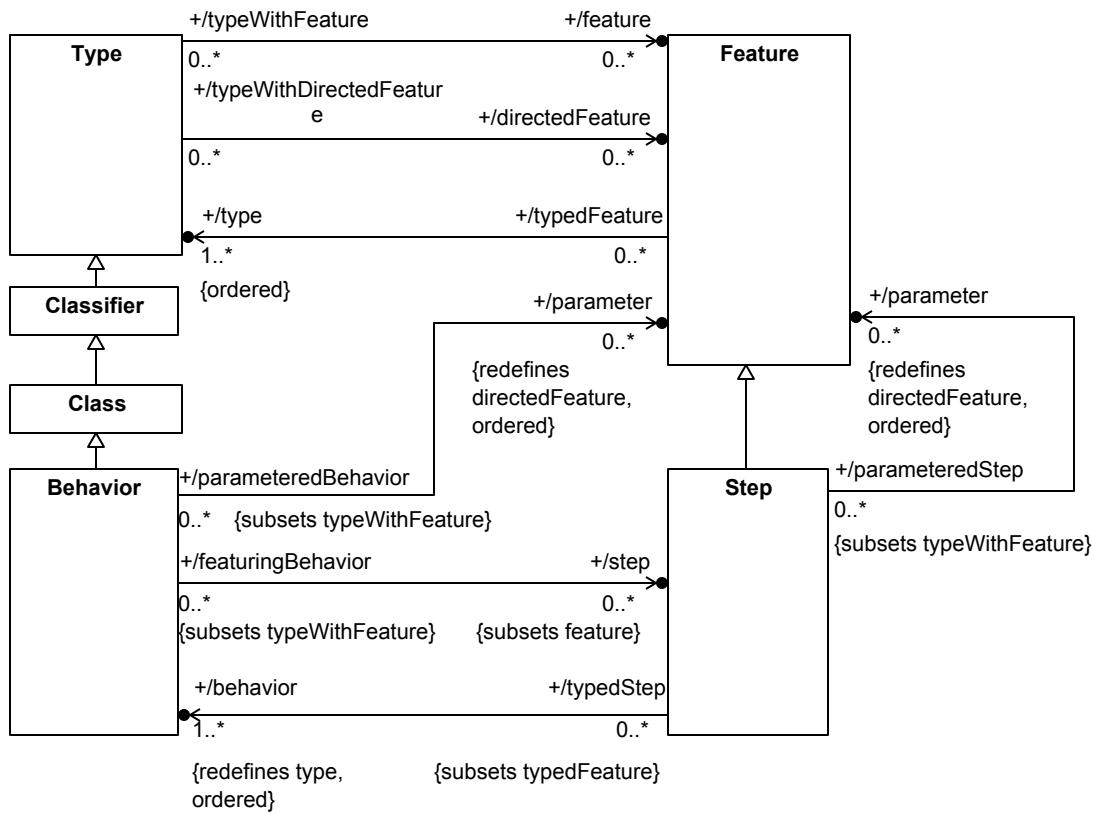 +/typeWithFeature
+/feature
Type
Feature
0..*
0..*
+/typeWithDirectedFeatur
e
+/directedFeature
0..*
0..*
+/type
+/typedFeature
1..*
0..*
{ordered}
Classifier
+/parameter
0..*
{redefines
directedFeature,
ordered}
+/parameter
0..*
{redefines
directedFeature,
ordered}
Class
Behavior
Step
+/parameteredBehavior
0..*
{subsets typeWithFeature}
+/parameteredStep
0..*
{subsets typeWithFeature}
+/featuringBehavior
+/step
0..*
0..*
{subsets typeWithFeature}
{subsets feature}
+/behavior
+/typedStep
1..*
0..*
{redefines type,
ordered}
{subsets typedFeature}